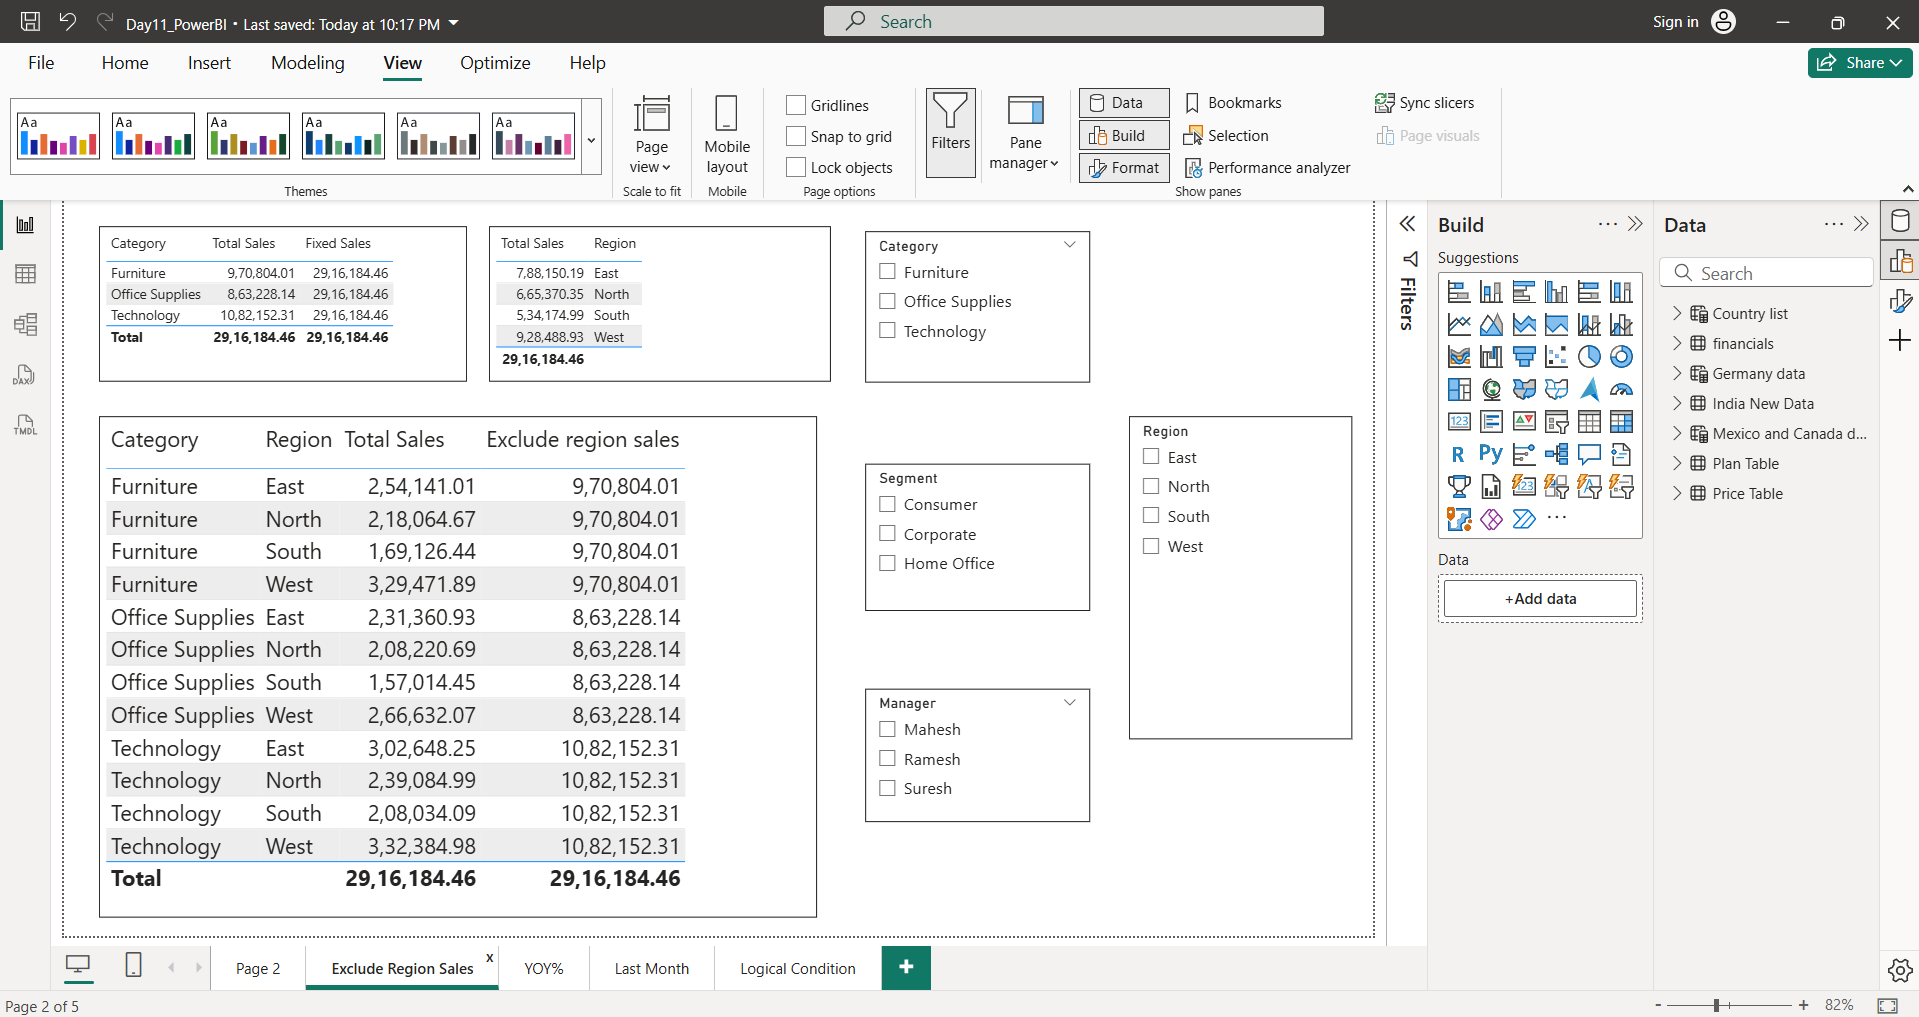 Day11_PowerBI • Last saved: Today at 10:17 PM
Search
Sign in
File Home Insert Modeling View Optimize Help
Share
Aa Aa Aa Aa Aa Aa
Themes
Page view
Scale to fit
Mobile layout
Mobile
Gridlines
Snap to grid
Lock objects
Page options
Filters
Pane manager
Data
Build
Format
Bookmarks
Selection
Performance analyzer
Sync slicers
Page visuals
Show panes
DAX
TMDL
Category Total Sales Fixed Sales
Furniture 9,70,804.01 29,16,184.46
Office Supplies 8,63,228.14 29,16,184.46
Technology 10,82,152.31 29,16,184.46
Total 29,16,184.46 29,16,184.46
Total Sales Region
7,88,150.19 East
6,65,370.35 North
5,34,174.99 South
9,28,488.93 West
29,16,184.46
Category
Furniture
Office Supplies
Technology
Category Region Total Sales Exclude region sales
Furniture East 2,54,141.01 9,70,804.01
Furniture North 2,18,064.67 9,70,804.01
Furniture South 1,69,126.44 9,70,804.01
Furniture West 3,29,471.89 9,70,804.01
Office Supplies East 2,31,360.93 8,63,228.14
Office Supplies North 2,08,220.69 8,63,228.14
Office Supplies South 1,57,014.45 8,63,228.14
Office Supplies West 2,66,632.07 8,63,228.14
Technology East 3,02,648.25 10,82,152.31
Technology North 2,39,084.99 10,82,152.31
Technology South 2,08,034.09 10,82,152.31
Technology West 3,32,384.98 10,82,152.31
Total 29,16,184.46 29,16,184.46
Segment
Consumer
Corporate
Home Office
Manager
Mahesh
Ramesh
Suresh
Region
East
North
South
West
Filters
Build
Suggestions
123
R Py
123
Data
+Add data
Data
Search
Country list
financials
Germany data
India New Data
Mexico and Canada d...
Plan Table
Price Table
Page 2
Exclude Region Sales x
YOY%
Last Month
Logical Condition
+
Page 2 of 5
- + 82%